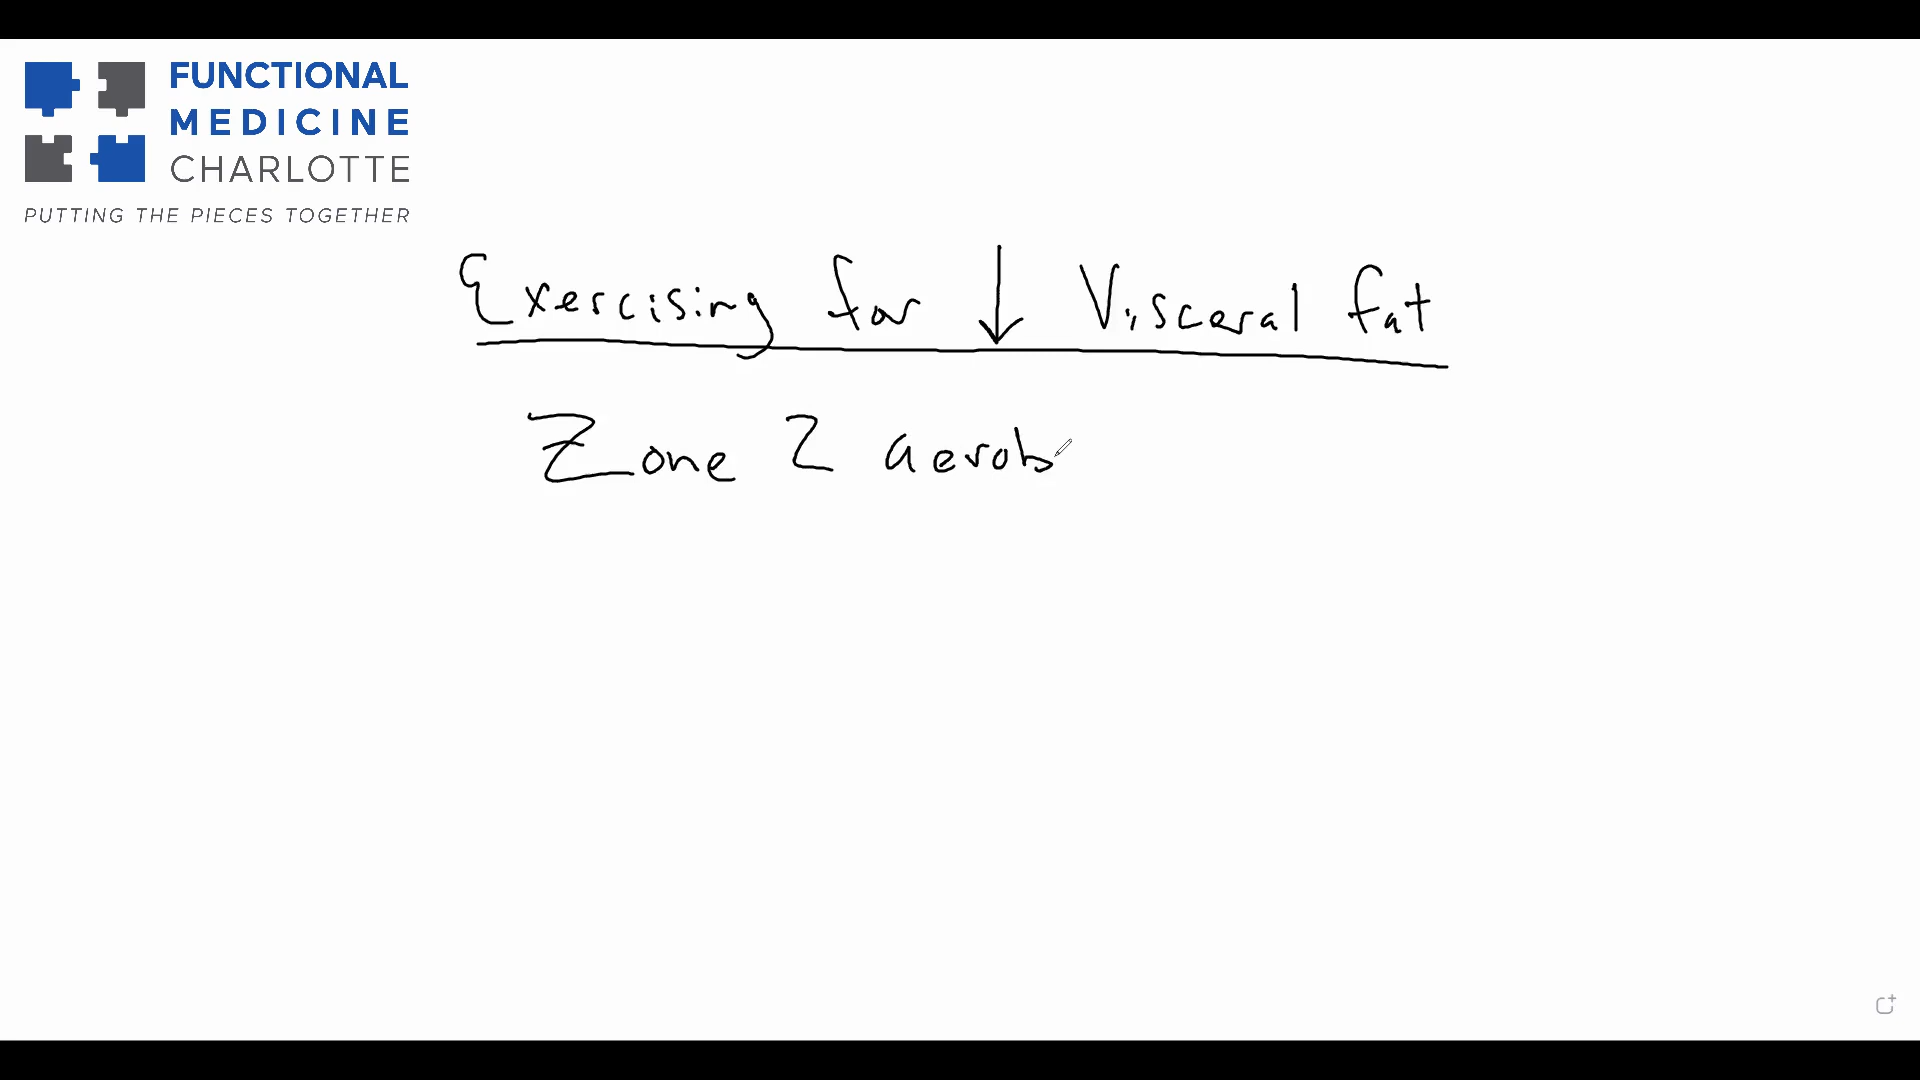 FUNCTIONAL
MEDICINE
CHARLOTTE
PUTTING THE PIECES TOGETHER
Exercising for ↓ Visceral fat
Zone 2 aerob